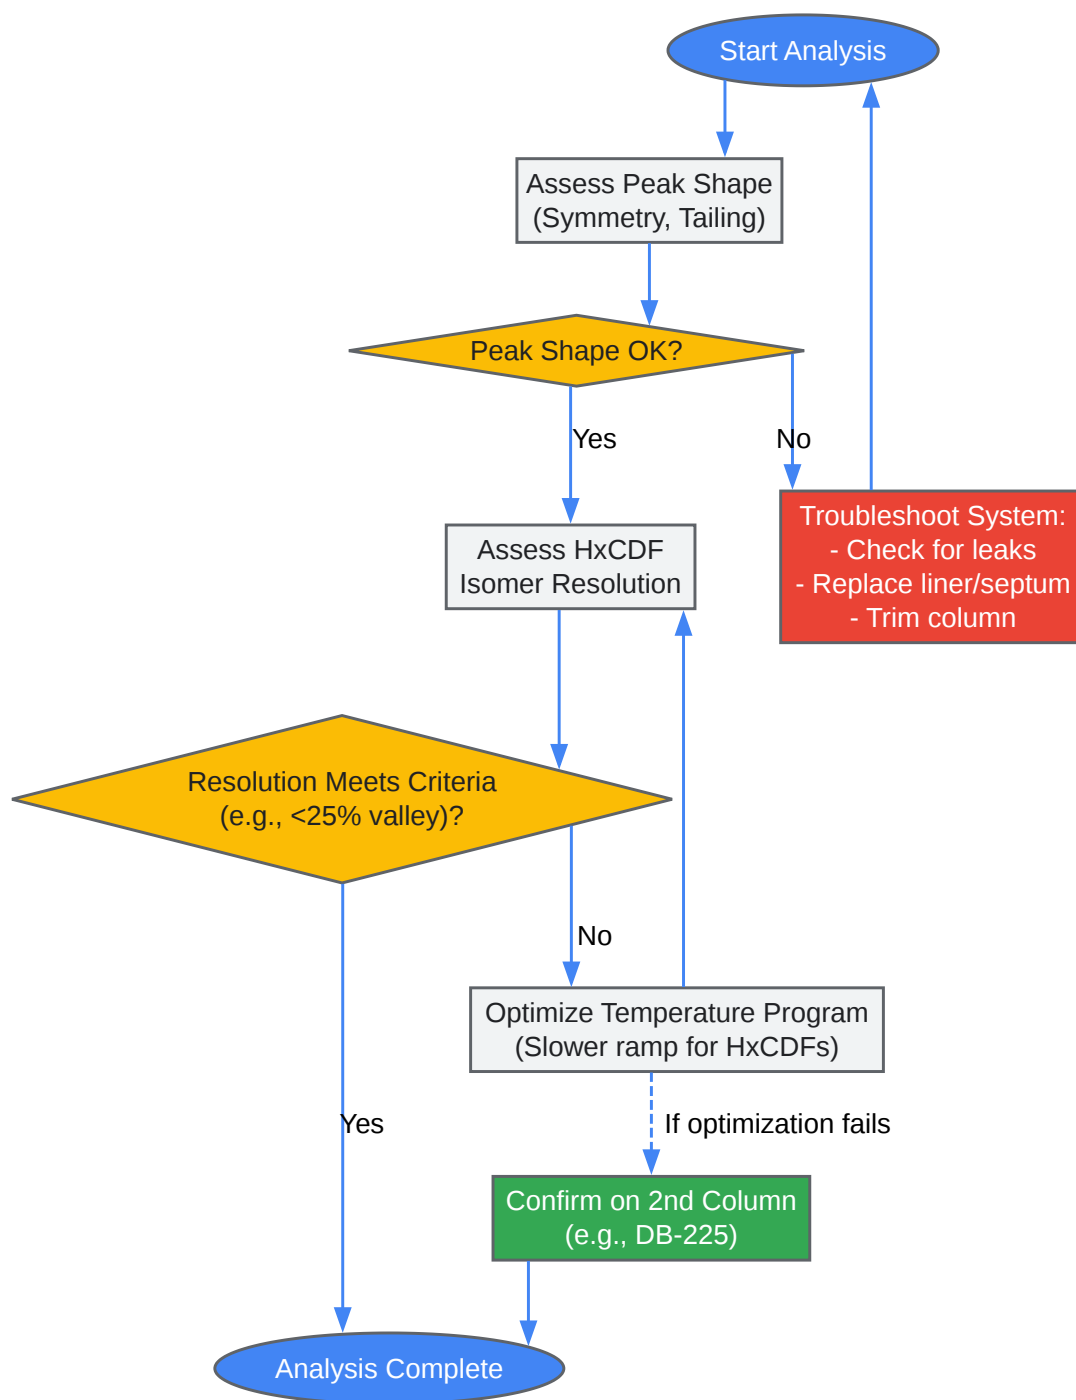 Start Analysis
Assess Peak Shape
(Symmetry, Tailing)
Peak Shape OK?
Yes
No
Troubleshoot System:
- Check for leaks
- Replace liner/septum
- Trim column
Assess HxCDF
Isomer Resolution
Resolution Meets Criteria
(e.g., <25% valley)?
No
Optimize Temperature Program
(Slower ramp for HxCDFs)
Yes
If optimization fails
Confirm on 2nd Column
(e.g., DB-225)
Analysis Complete